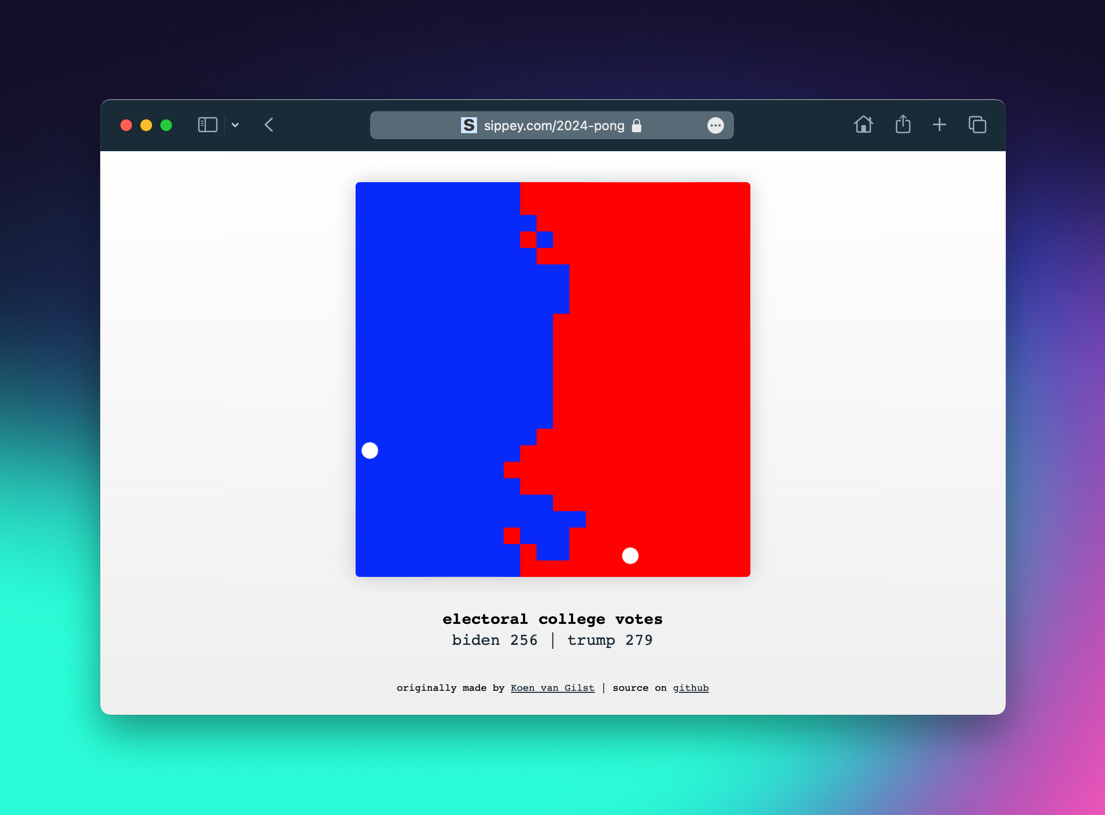 S sippey.com/2024-pong
electoral college votes
biden 256 | trump 279
originally made by Koen van Gilst | source on github